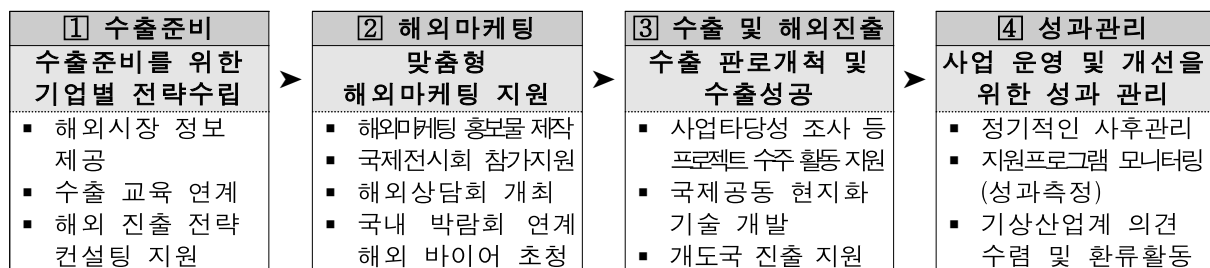 1 수출준비
수출준비를 위한
기업별 전략수립
▪ 해외시장 정보
제공
▪ 수출 교육 연계
▪ 해외 진출 전략
컨설팅 지원
➤
2 해외마케팅
맞춤형
해외마케팅 지원
▪ 해외마케팅 홍보물 제작
▪ 국제전시회 참가지원
▪ 해외상담회 개최
▪ 국내 박람회 연계
해외 바이어 초청
➤
3 수출 및 해외진출
수출 판로개척 및
수출성공
▪ 사업타당성 조사 등
프로젝트 수주 활동 지원
▪ 국제공동 현지화
기술 개발
▪ 개도국 진출 지원
➤
4 성과관리
사업 운영 및 개선을
위한 성과 관리
▪ 정기적인 사후관리
▪ 지원프로그램 모니터링
(성과측정)
▪ 기상산업계 의견
수렴 및 환류활동